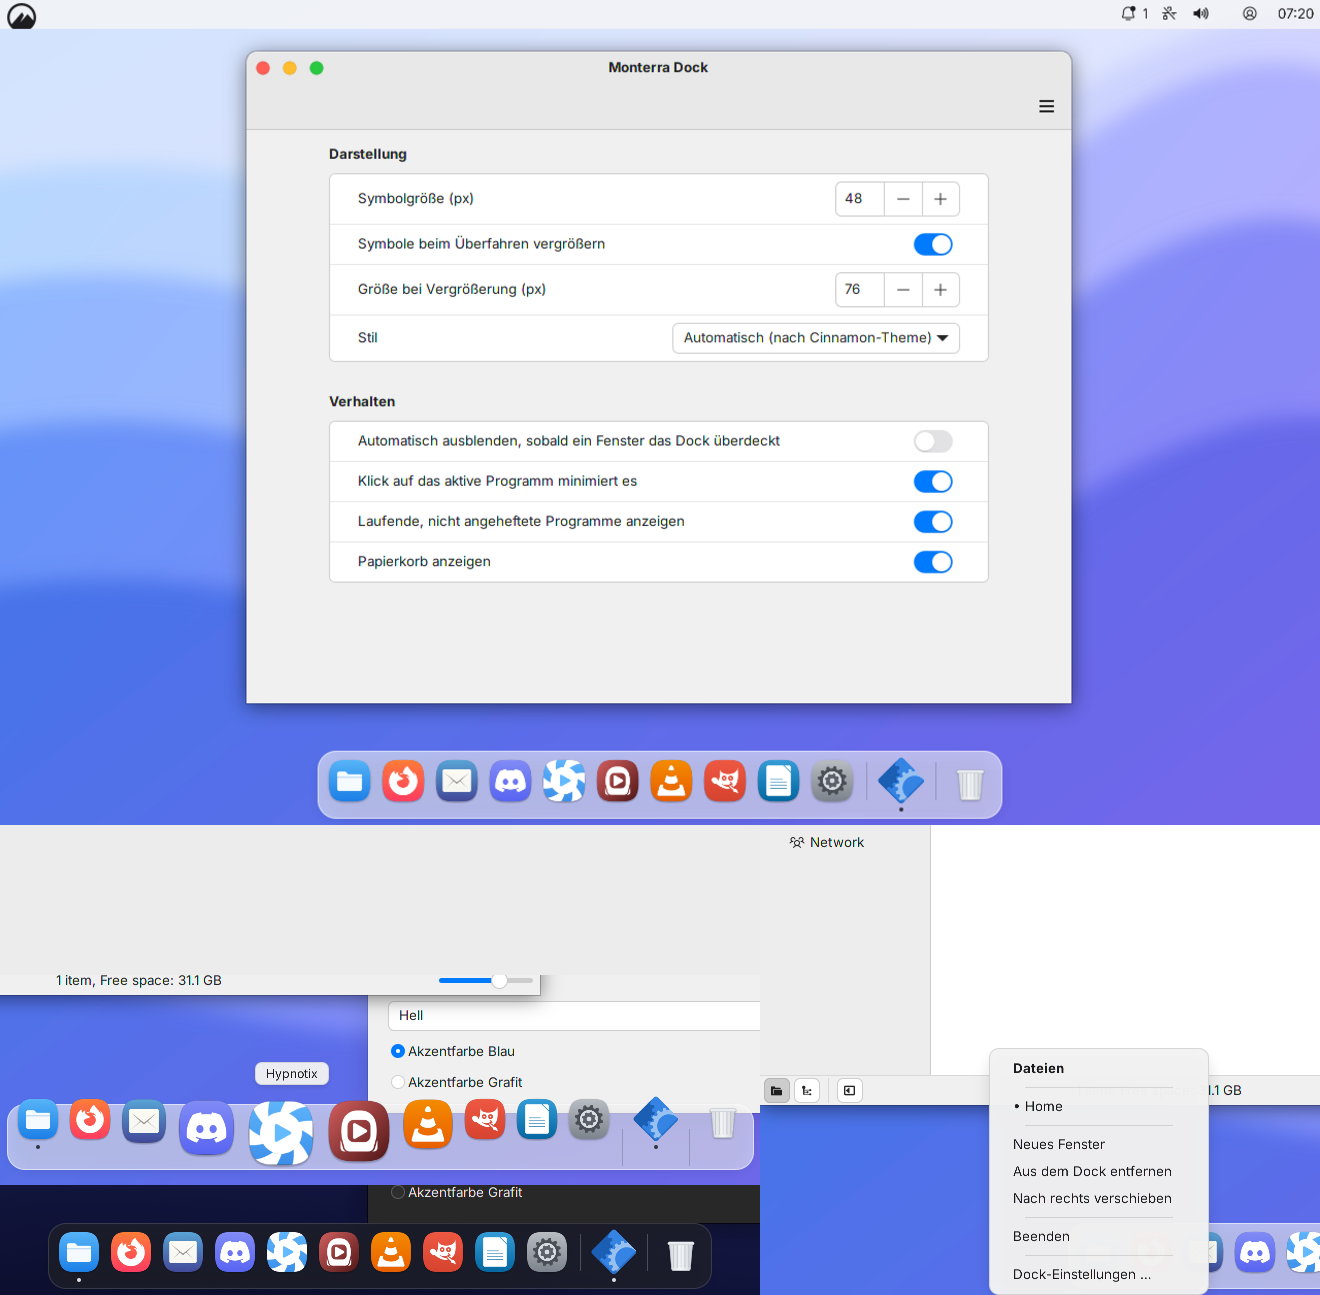 1
07:20
Monterra Dock
Darstellung
Symbolgröße (px)
48
Symbole beim Überfahren vergrößern
Größe bei Vergrößerung (px)
76
Stil
Automatisch (nach Cinnamon-Theme)
Verhalten
Automatisch ausblenden, sobald ein Fenster das Dock überdeckt
Klick auf das aktive Programm minimiert es
Laufende, nicht angeheftete Programme anzeigen
Papierkorb anzeigen
1 item, Free space: 31.1 GB
Hell
Akzentfarbe Blau
Hypnotix
Akzentfarbe Grafit
Akzentfarbe Grafit
Network
Dateien
GB
• Home
Neues Fenster
Aus dem Dock entfernen
Nach rechts verschieben
Beenden
Dock-Einstellungen ...